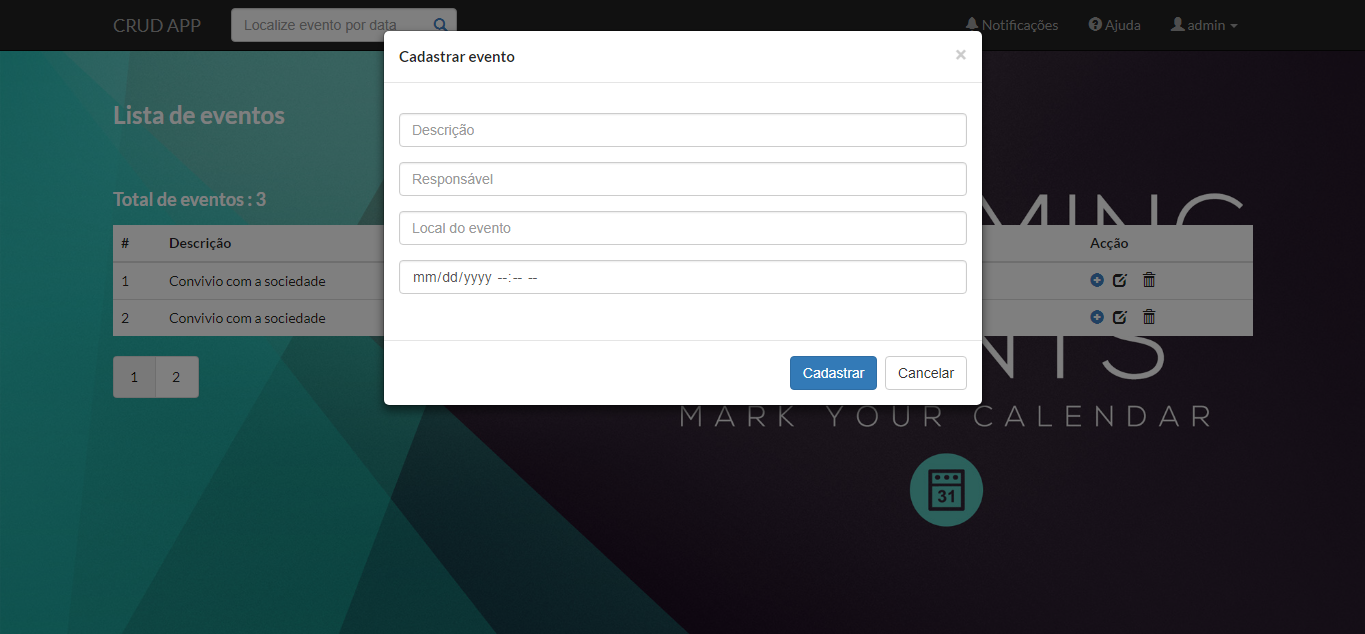 CRUD APP Localize evento por data Notificações Ajuda admin
Cadastrar evento ×
Lista de eventos
Descrição
Responsável
Total de eventos : 3
Local do evento
# Descrição Acção
mm/dd/yyyy --:-- --
1 Convivio com a sociedade
2 Convivio com a sociedade
1 2
Cadastrar Cancelar
MARK YOUR CALENDAR
31